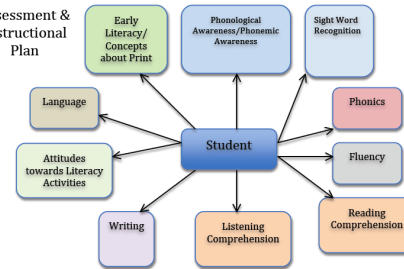 ssessment &
structional
Plan
Early
Literacy/
Concepts
about Print
Phonological
Awareness/Phonemic
Awareness
Sight Word
Recognition
Language
Phonics
Student
Attitudes
towards Literacy
Activities
Fluency
Writing
Listening
Comprehension
Reading
Comprehension